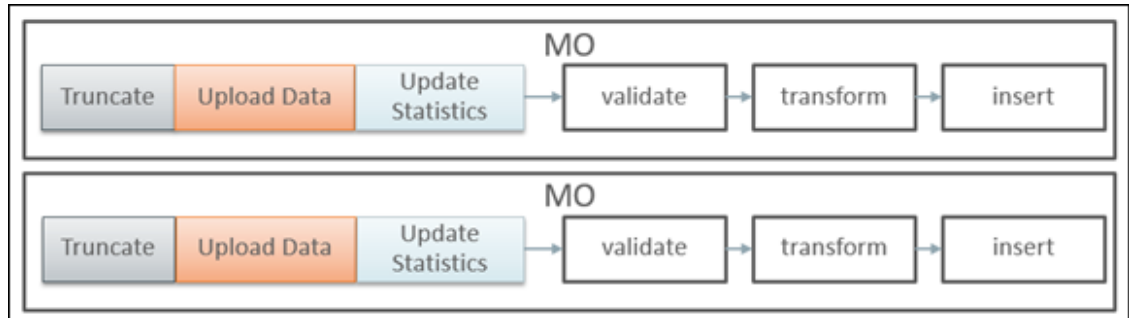 MO
Truncate
Upload Data
Update
Statistics
validate
transform
insert
MO
Truncate
Upload Data
Update
Statistics
validate
transform
insert